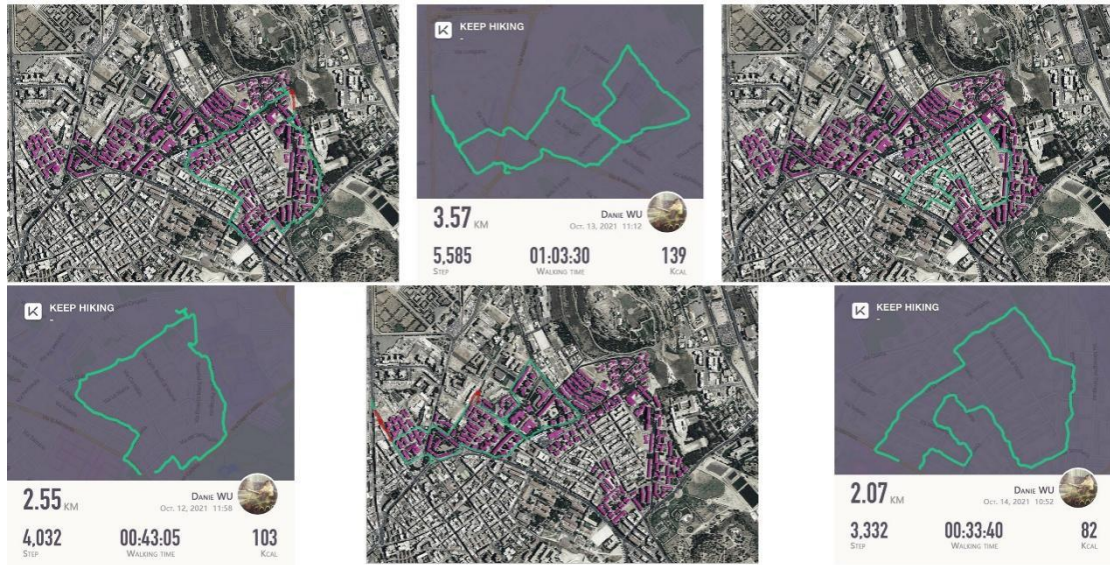 KEEP HIKING
-
3.57 KM
DANIE WU
OCT. 13, 2021 11:12
5,585 01:03:30 139
STEP WALKING TIME KCAL
KEEP HIKING
-
2.55 KM
DANIE WU
OCT. 12, 2021 11:58
4,032 00:43:05 103
STEP WALKING TIME KCAL
KEEP HIKING
-
2.07 KM
DANIE WU
OCT. 14, 2021 10:52
3,332 00:33:40 82
STEP WALKING TIME KCAL